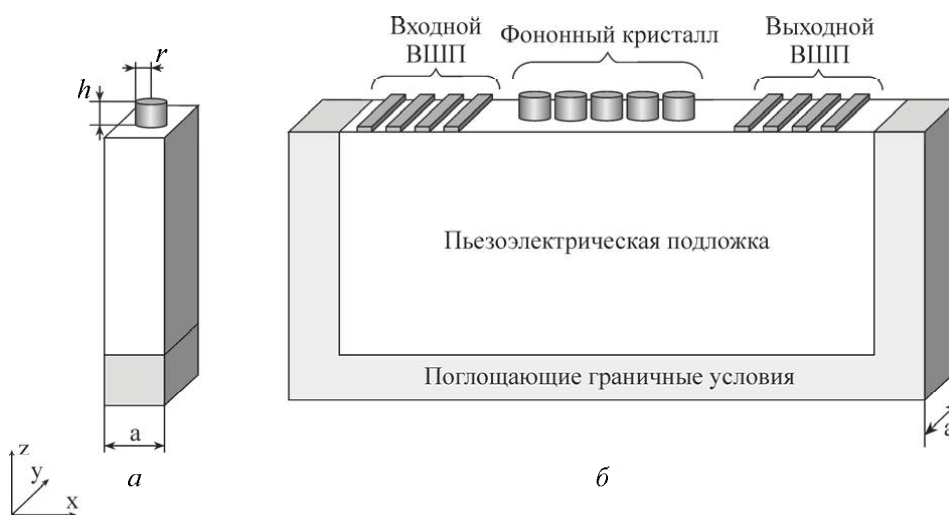 r
h
a
z
y
x
а
Входной
ВШП
Фононный кристалл
Выходной
ВШП
Пьезоэлектрическая подложка
Поглощающие граничные условия
a
б